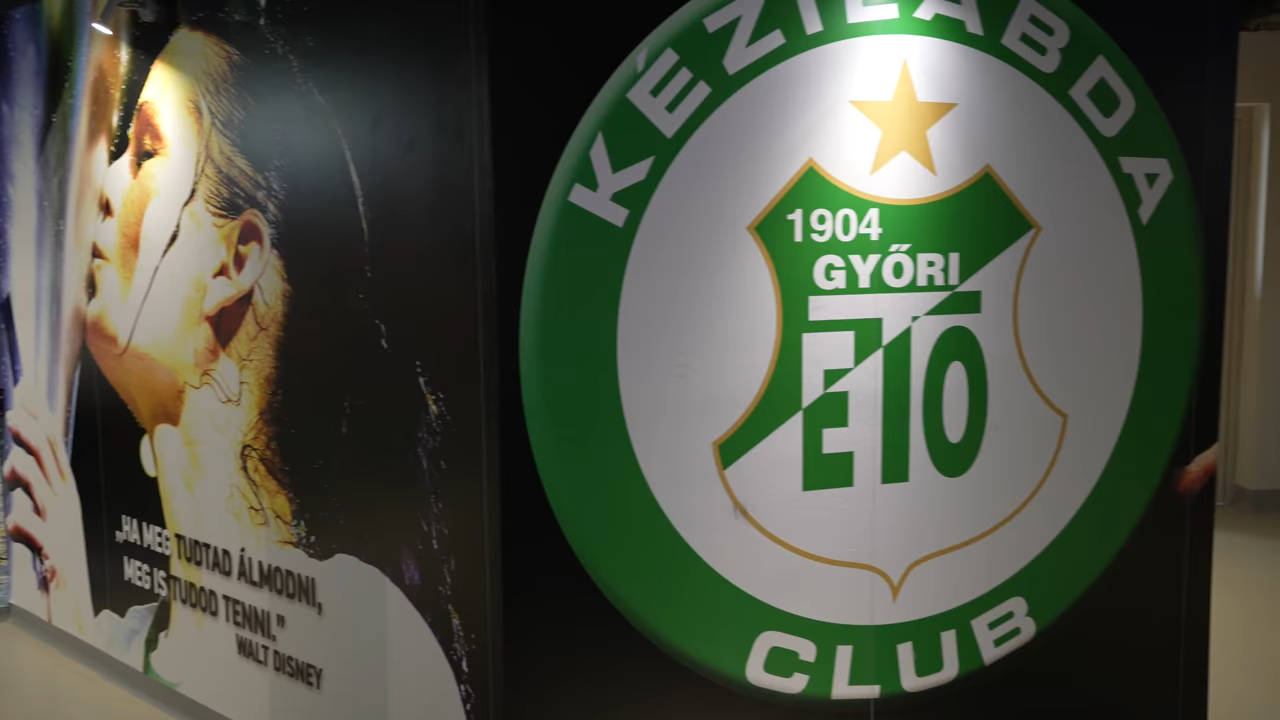 „HA MEG TUDTAD ÁLMODNI,
MEG IS TUDOD TENNI.”
WALT DISNEY
KÉZILABDA
1904
GYŐRI
ETO
CLUB